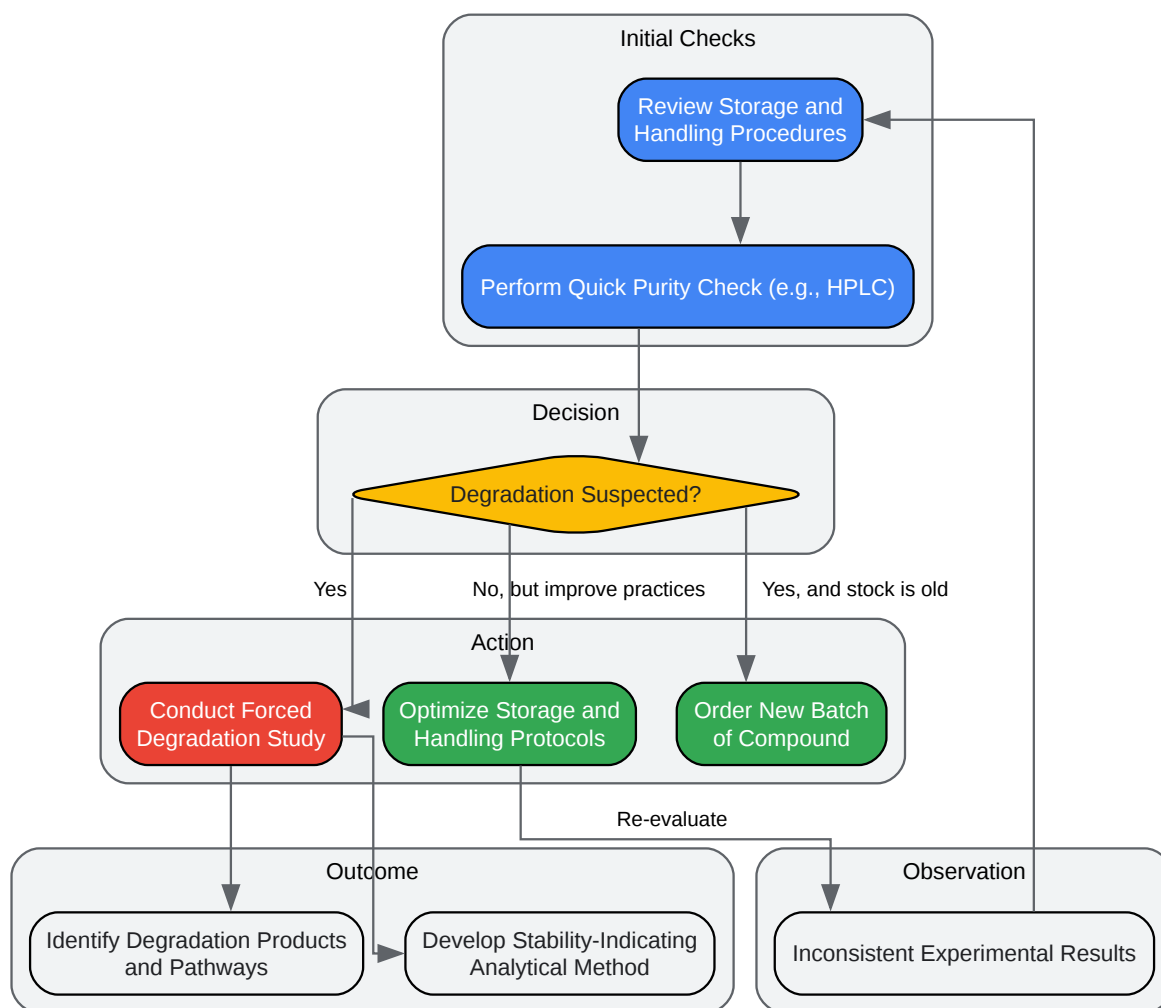 Initial Checks
Review Storage and
Handling Procedures
Perform Quick Purity Check (e.g., HPLC)
Decision
Degradation Suspected?
Yes
No, but improve practices
Yes, and stock is old
Action
Conduct Forced
Degradation Study
Optimize Storage and
Handling Protocols
Order New Batch
of Compound
Re-evaluate
Outcome
Observation
Identify Degradation Products
and Pathways
Develop Stability-Indicating
Analytical Method
Inconsistent Experimental Results